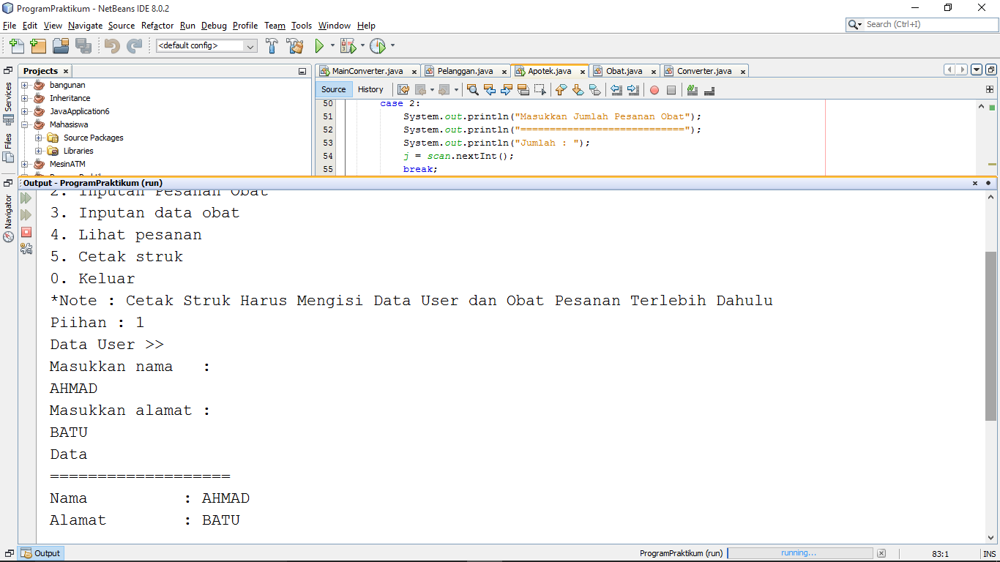 ProgramPraktikum - NetBeans IDE 8.0.2
File Edit View Navigate Source Refactor Run Debug Profile Team Tools Window Help
Search (Ctrl+I)
<default config>
Projects
MainConverter.java
Pelanggan.java
Apotek.java
Obat.java
Converter.java
Services
Files
Navigator
bangunan
Inheritance
JavaApplication6
Mahasiswa
Source Packages
Libraries
MesinATM
Source History
50 case 2:
51 System.out.println("Masukkan Jumlah Pesanan Obat");
52 System.out.println("============================");
53 System.out.println("Jumlah : ");
54 j = scan.nextInt();
55 break;
Output - ProgramPraktikum (run)
2. Inputan Pesanan Obat
3. Inputan data obat
4. Lihat pesanan
5. Cetak struk
0. Keluar
*Note : Cetak Struk Harus Mengisi Data User dan Obat Pesanan Terlebih Dahulu
Piihan : 1
Data User >>
Masukkan nama :
AHMAD
Masukkan alamat :
BATU
Data
===================
Nama : AHMAD
Alamat : BATU
Output
ProgramPraktikum (run)
running...
83:1
INS